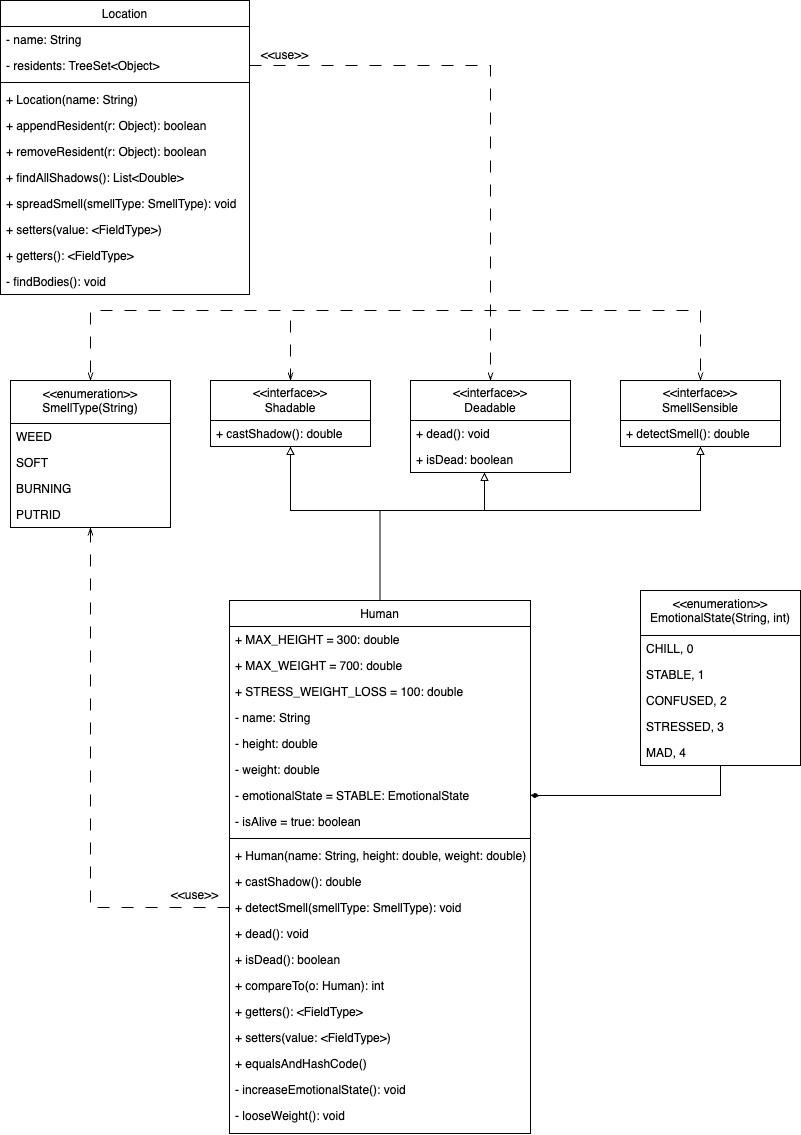 Location
- name: String
- residents: TreeSet<Object>
+ Location(name: String)
+ appendResident(r: Object): boolean
+ removeResident(r: Object): boolean
+ findAllShadows(): List<Double>
+ spreadSmell(smellType: SmellType): void
+ setters(value: <FieldType>)
+ getters(): <FieldType>
- findBodies(): void
<<use>>
<<enumeration>>
SmellType(String)
WEED
SOFT
BURNING
PUTRID
<<interface>>
Shadable
+ castShadow(): double
<<interface>>
Deadable
+ dead(): void
+ isDead: boolean
<<interface>>
SmellSensible
+ detectSmell(): double
Human
+ MAX_HEIGHT = 300: double
+ MAX_WEIGHT = 700: double
+ STRESS_WEIGHT_LOSS = 100: double
- name: String
- height: double
- weight: double
- emotionalState = STABLE: EmotionalState
- isAlive = true: boolean
+ Human(name: String, height: double, weight: double)
+ castShadow(): double
+ detectSmell(smellType: SmellType): void
+ dead(): void
+ isDead(): boolean
+ compareTo(o: Human): int
+ getters(): <FieldType>
+ setters(value: <FieldType>)
+ equalsAndHashCode()
- increaseEmotionalState(): void
- looseWeight(): void
<<use>>
<<enumeration>>
EmotionalState(String, int)
CHILL, 0
STABLE, 1
CONFUSED, 2
STRESSED, 3
MAD, 4